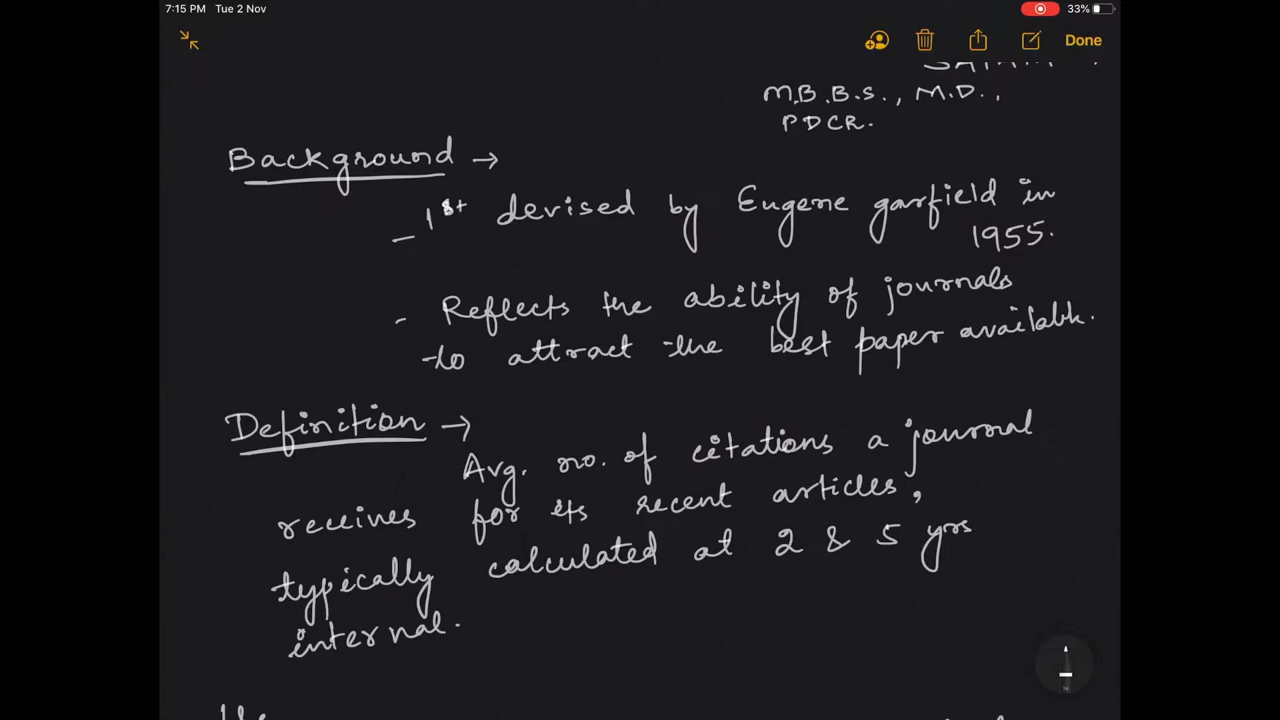 7:15 PM Tue 2 Nov
33%
Done
M.B.B.S., M.D.,
PDCR.
Background →
- 1st devised by Eugene garfield in
1955.
- Reflects the ability of journals
to attract the best paper available.
Definition →
Avg. no. of citations a journal
receives for its recent articles,
typically calculated at 2 & 5 yrs
internal.